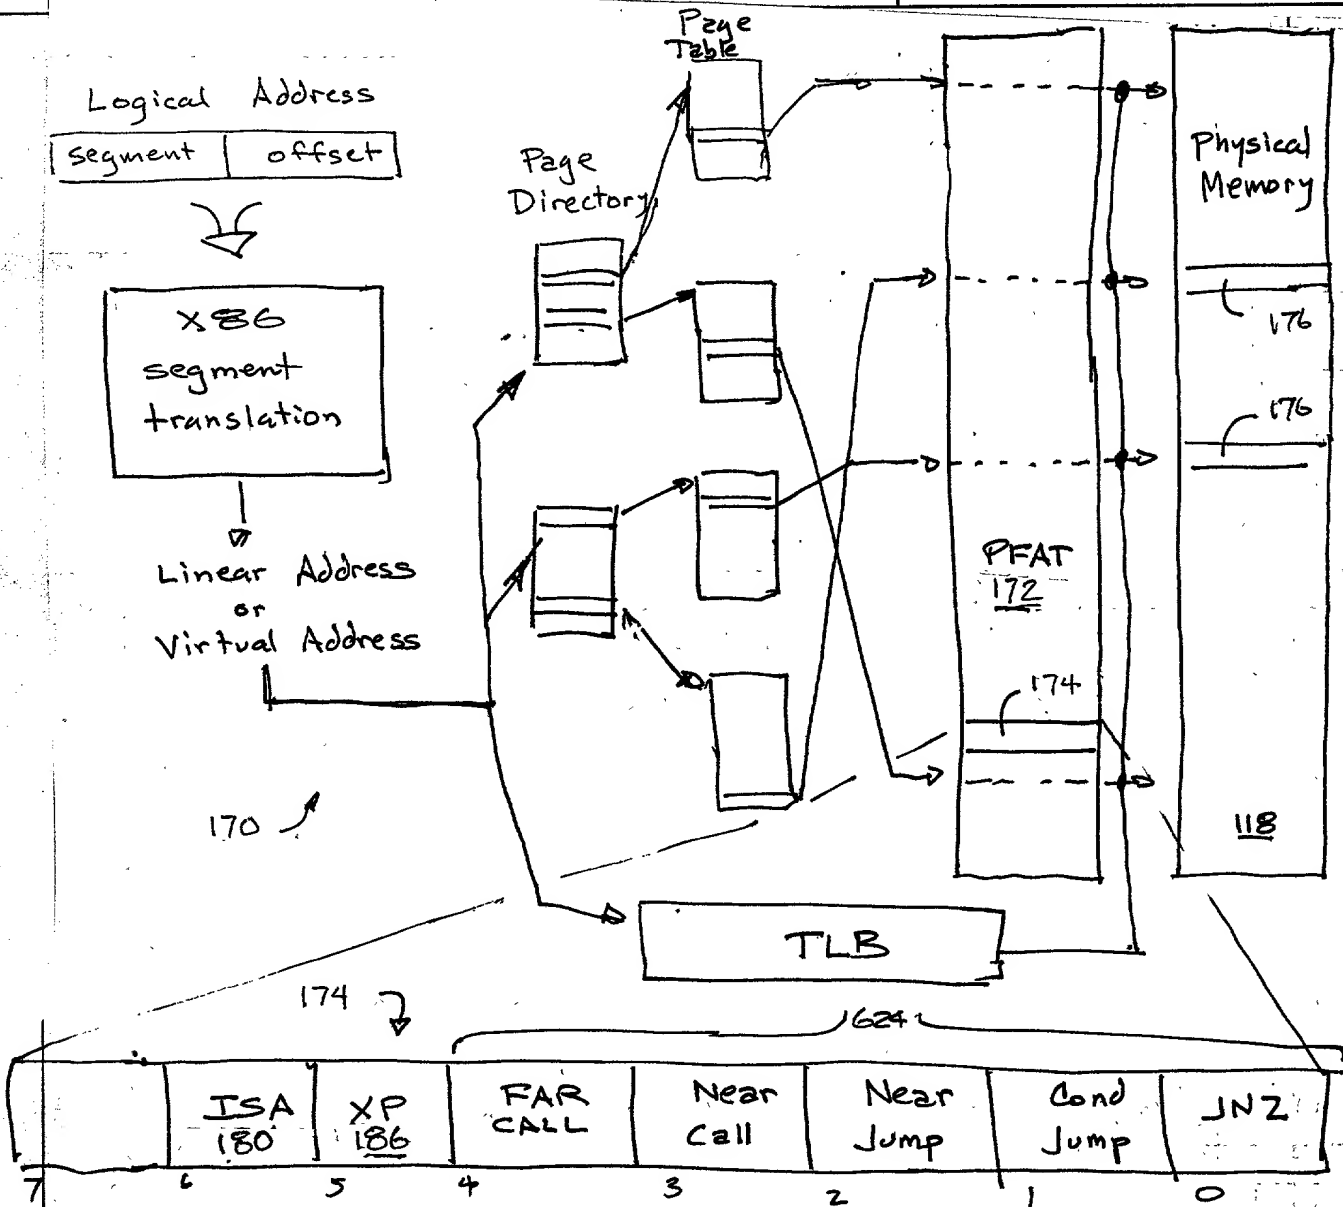 Page
Table
Logical Address
segment offset
Page
Directory
Physical
Memory
X86
segment
translation
176
176
Linear Address
or
Virtual Address
PFAT
172
174
170
118
TLB
174
624
ISA
180
XP
186
FAR
CALL
Near
Call
Near
Jump
Cond
Jump
JNZ
7 6 5 4 3 2 1 0